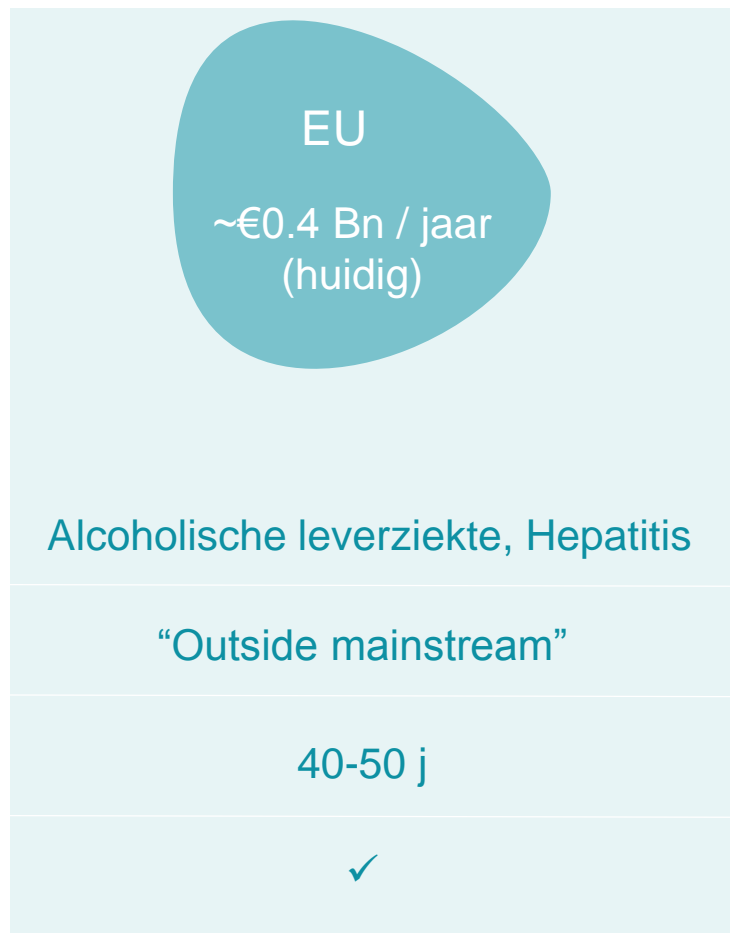 EU
~€0.4 Bn / jaar
(huidig)
Alcoholische leverziekte, Hepatitis
“Outside mainstream”
40-50 j
✓